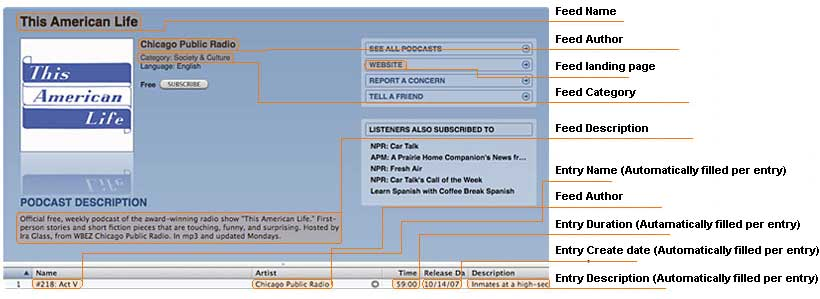 This American Life
Feed Name
This
American
Life
Chicago Public Radio
Category: Society & Culture
Language: English
Free SUBSCRIBE
SEE ALL PODCASTS
WEBSITE
REPORT A CONCERN
TELL A FRIEND
LISTENERS ALSO SUBSCRIBED TO
NPR: Car Talk
APM: A Prairie Home Companion's News fr...
NPR: Fresh Air
NPR: Car Talk's Call of the Week
Learn Spanish with Coffee Break Spanish
PODCAST DESCRIPTION
Official free, weekly podcast of the award-winning radio show "This American Life." First-
person stories and short fiction pieces that are touching, funny, and surprising. Hosted by
Ira Glass, from WBEZ Chicago Public Radio. In mp3 and updated Mondays.
Feed Author
Feed landing page
Feed Category
Feed Description
Entry Name (Automatically filled per entry)
Feed Author
Entry Duration (Autamatically filled per entry)
Entry Create date (Automatically filled per entry)
Entry Description (Automatically filled per entry)
Name Artist Time Release Da Description
1 #218: Act V Chicago Public Radio 59:00 10/14/07 Inmates at a high-sec